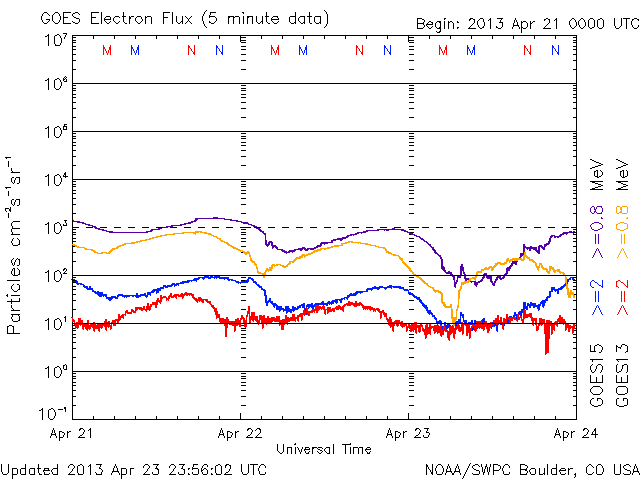 GOES Electron Flux (5 minute data)
Begin: 2013 Apr 21 0000 UTC
M M N N M M N N M M N N
10⁷
10⁶
10⁵
10⁴
10³
10²
10¹
10⁰
10⁻¹
Particles cm⁻²s⁻¹sr⁻¹
Apr 21 Apr 22 Apr 23 Apr 24
Universal Time
GOES15 >=2 >=0.8 MeV
GOES13 >=2 >=0.8 MeV
Updated 2013 Apr 23 23:56:02 UTC
NOAA/SWPC Boulder, CO USA